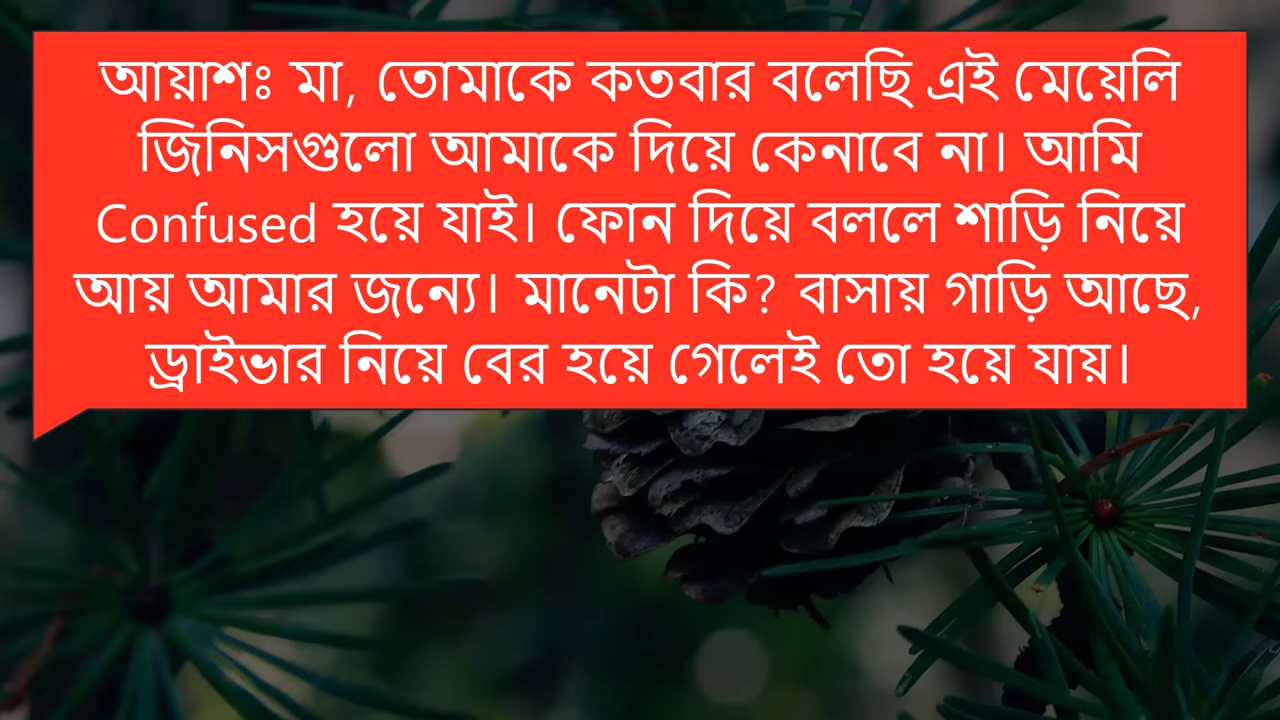 আয়াশঃ মা, তোমাকে কতবার বলেছি এই মেয়েলি
জিনিসগুলো আমাকে দিয়ে কেনাবে না। আমি
Confused হয়ে যাই। ফোন দিয়ে বললে শাড়ি নিয়ে
আয় আমার জন্যে। মানেটা কি? বাসায় গাড়ি আছে,
ড্রাইভার নিয়ে বের হয়ে গেলেই তো হয়ে যায়।